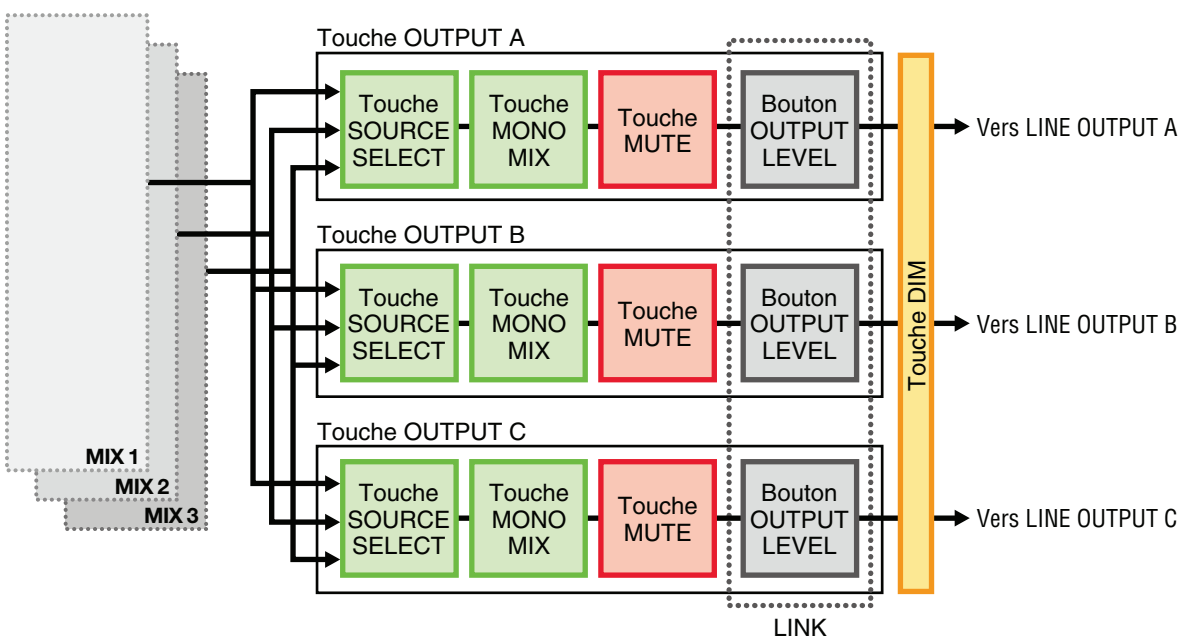 MIX 1
MIX 2
MIX 3
Touche OUTPUT A
Touche
SOURCE
SELECT
Touche
MONO
MIX
Touche
MUTE
Bouton
OUTPUT
LEVEL
Vers LINE OUTPUT A
Touche OUTPUT B
Touche
SOURCE
SELECT
Touche
MONO
MIX
Touche
MUTE
Bouton
OUTPUT
LEVEL
Touche DIM
Vers LINE OUTPUT B
Touche OUTPUT C
Touche
SOURCE
SELECT
Touche
MONO
MIX
Touche
MUTE
Bouton
OUTPUT
LEVEL
Vers LINE OUTPUT C
LINK